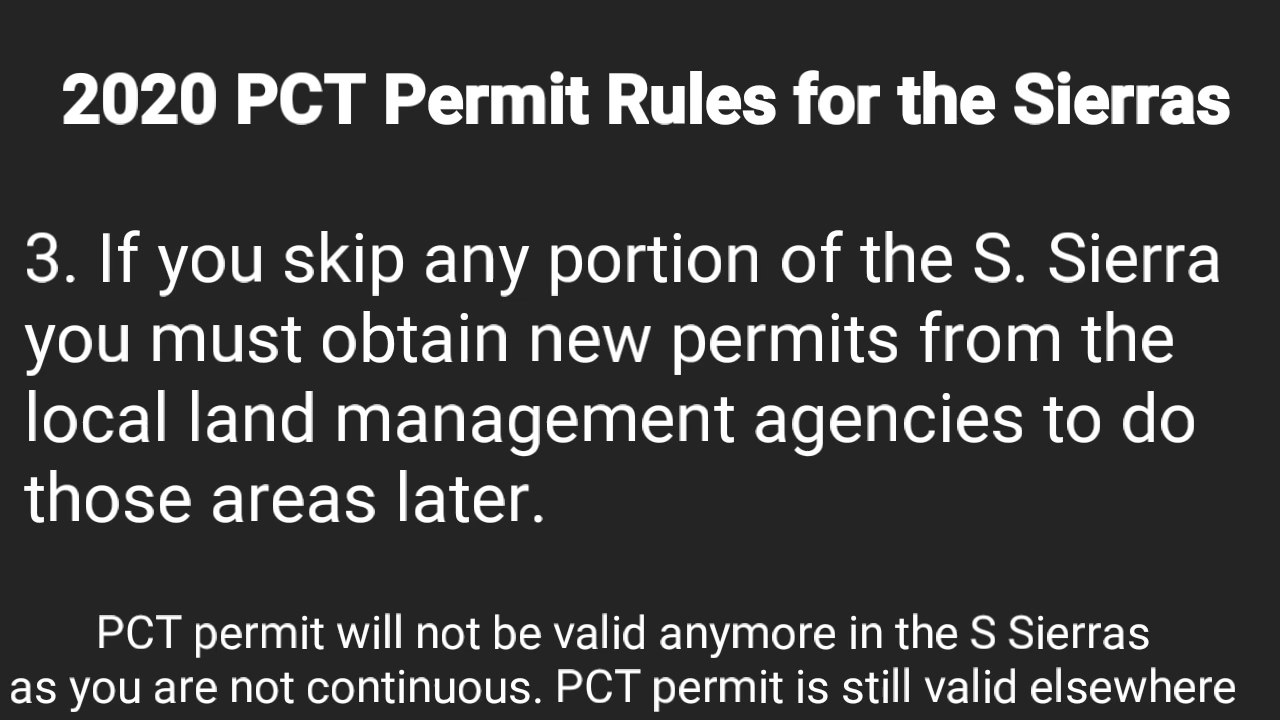 2020 PCT Permit Rules for the Sierras
3. If you skip any portion of the S. Sierra
you must obtain new permits from the
local land management agencies to do
those areas later.
PCT permit will not be valid anymore in the S Sierras
as you are not continuous. PCT permit is still valid elsewhere